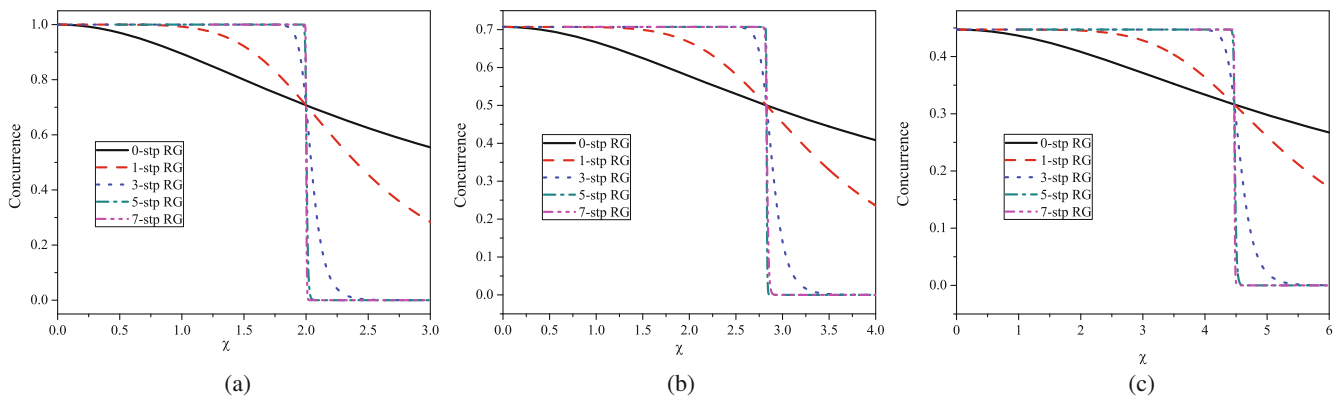 Concurrence
1.0
0.8
0.6
0.4
0.2
0.0
0-stp RG
1-stp RG
3-stp RG
5-stp RG
7-stp RG
0.0 0.5 1.0 1.5 2.0 2.5 3.0
χ
(a)
Concurrence
0.7
0.6
0.5
0.4
0.3
0.2
0.1
0.0
0-stp RG
1-stp RG
3-stp RG
5-stp RG
7-stp RG
0.0 0.5 1.0 1.5 2.0 2.5 3.0 3.5 4.0
χ
(b)
Concurrence
0.4
0.3
0.2
0.1
0.0
0-stp RG
1-stp RG
3-stp RG
5-stp RG
7-stp RG
0 1 2 3 4 5 6
χ
(c)